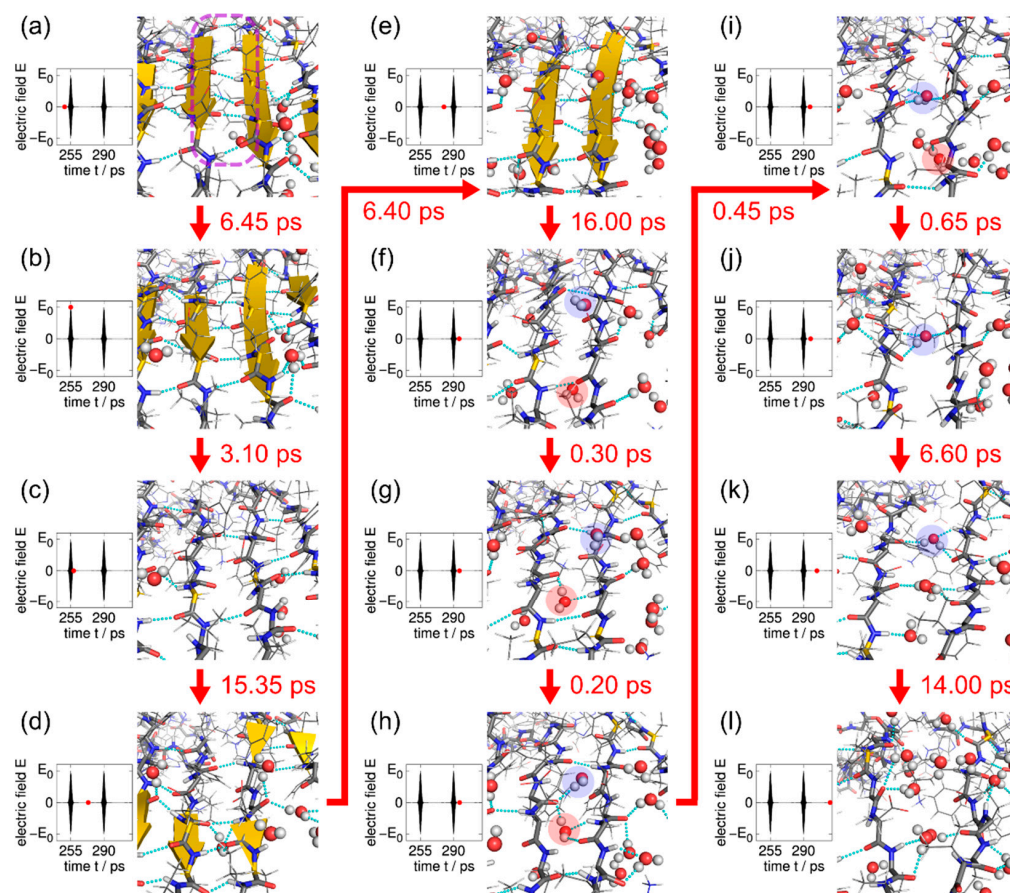 (a)
electric field E
E₀
0
−E₀
255 290
time t / ps
6.45 ps
(b)
electric field E
E₀
0
−E₀
255 290
time t / ps
3.10 ps
(c)
electric field E
E₀
0
−E₀
255 290
time t / ps
15.35 ps
(d)
electric field E
E₀
0
−E₀
255 290
time t / ps
6.40 ps
(e)
electric field E
E₀
0
−E₀
255 290
time t / ps
16.00 ps
(f)
electric field E
E₀
0
−E₀
255 290
time t / ps
0.30 ps
(g)
electric field E
E₀
0
−E₀
255 290
time t / ps
0.20 ps
(h)
electric field E
E₀
0
−E₀
255 290
time t / ps
0.45 ps
(i)
electric field E
E₀
0
−E₀
255 290
time t / ps
0.65 ps
(j)
electric field E
E₀
0
−E₀
255 290
time t / ps
6.60 ps
(k)
electric field E
E₀
0
−E₀
255 290
time t / ps
14.00 ps
(l)
electric field E
E₀
0
−E₀
255 290
time t / ps